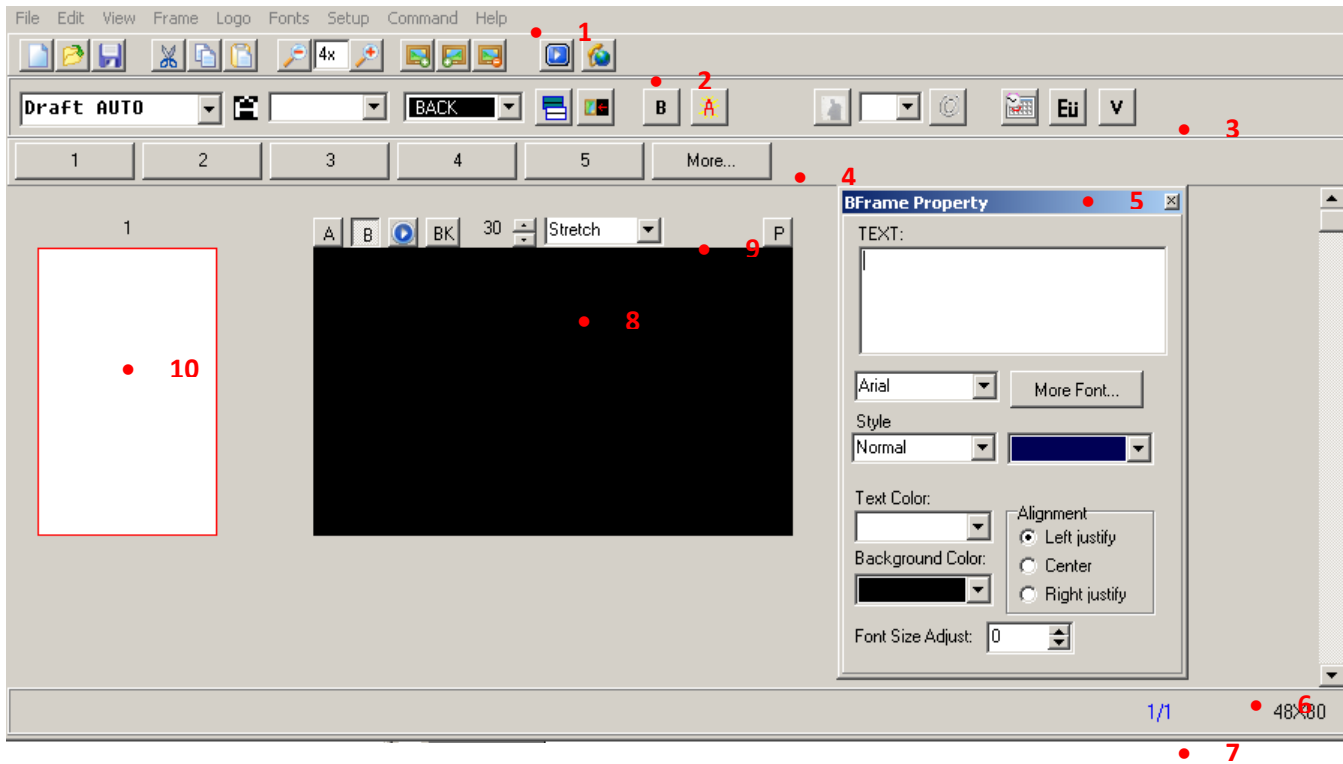 File Edit View Frame Logo Fonts Setup Command Help
• 1
4x
• 2
Draft AUTO BACK B A © Eü V
• 3
1 2 3 4 5 More...
• 4
BFrame Property • 5
1
A B BK 30 Stretch P
• 9
TEXT:
• 8
• 10
Arial More Font...
Style
Normal
Text Color:
Alignment
Left justify
Background Color:
Center
Right justify
Font Size Adjust: 0
1/1 48X80
• 6
• 7